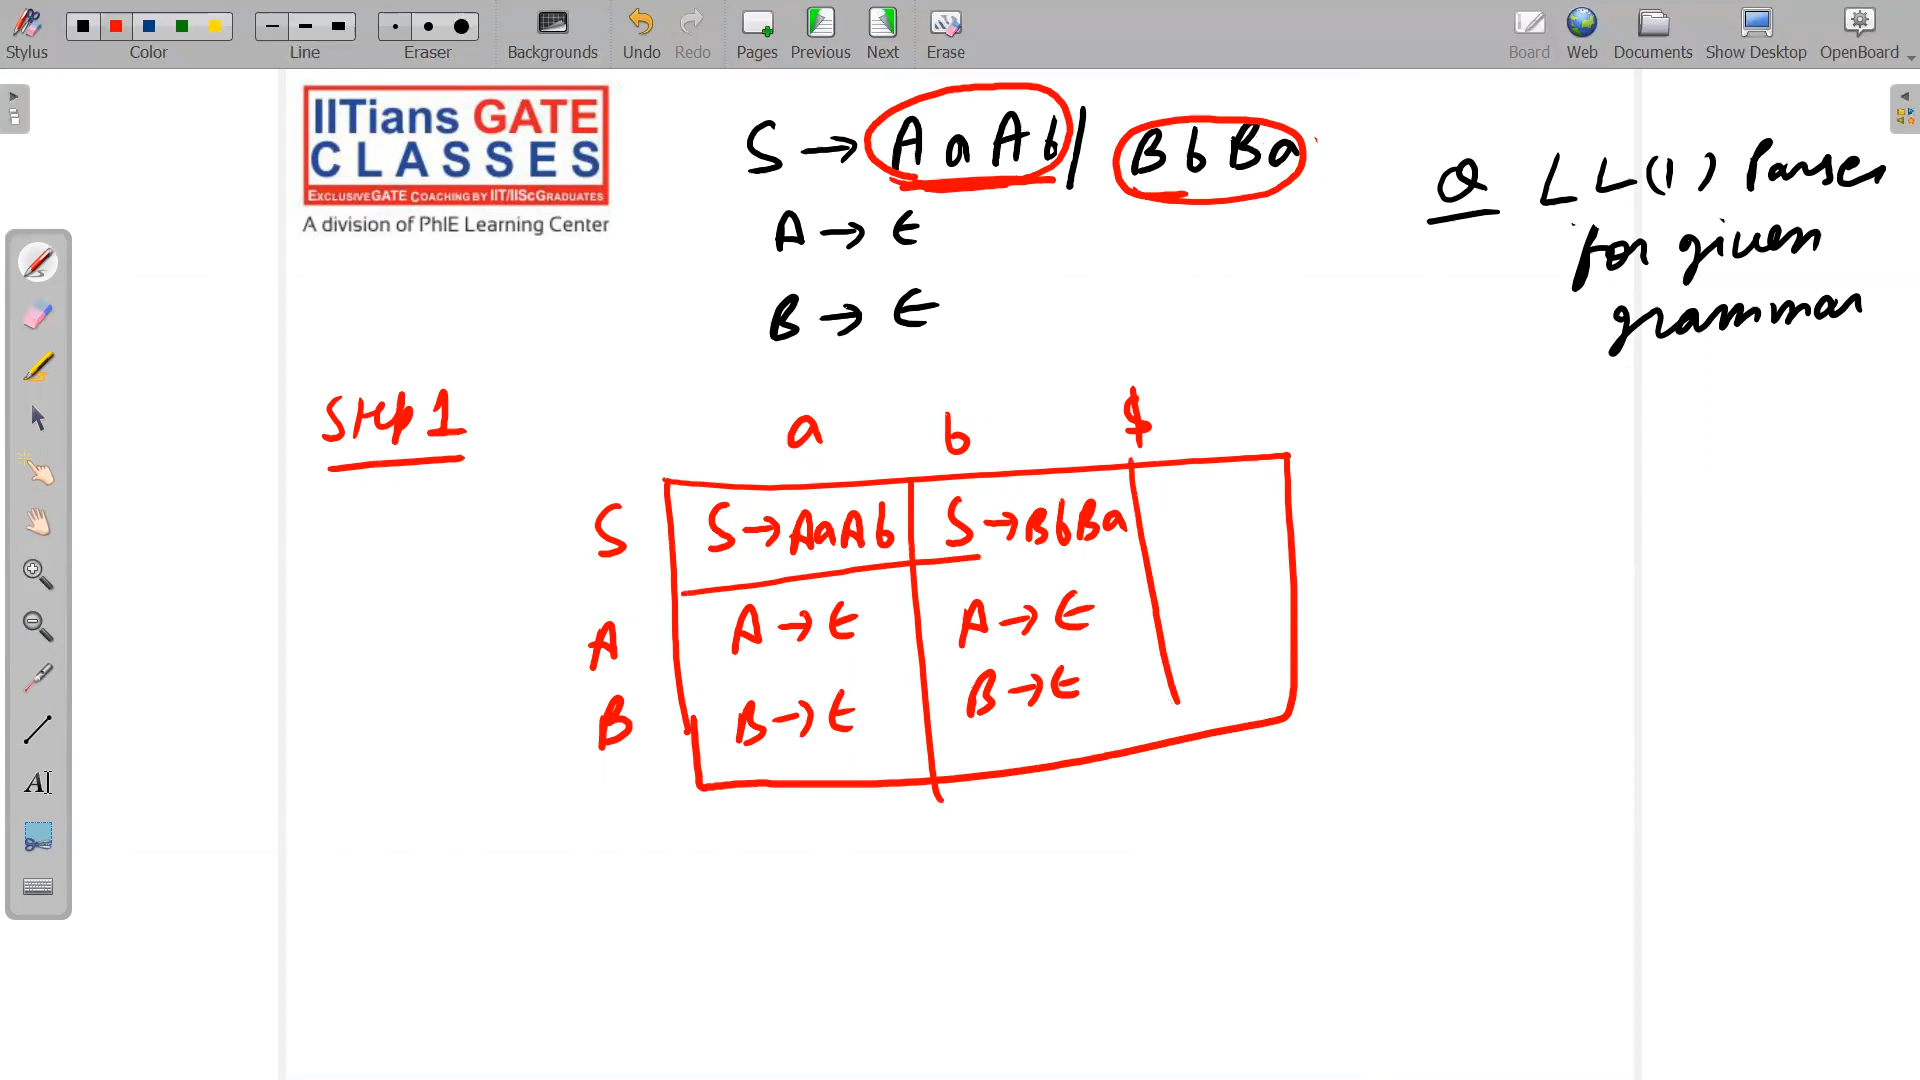 Stylus
Color
Line
Eraser
Backgrounds
Undo
Redo
Pages
Previous
Next
Erase
Board
Web
Documents
Show Desktop
OpenBoard
IITians GATE
CLASSES
EXCLUSIVE GATE COACHING BY IIT/IISc GRADUATES
A division of PhIE Learning Center
S → A a A b | B b B a
A → ϵ
B → ϵ
Q LL(1) Parser
for given
grammar
Step 1
a b $
S S → AaAb S → BbBa
A A → ϵ A → ϵ
B B → ϵ B → ϵ